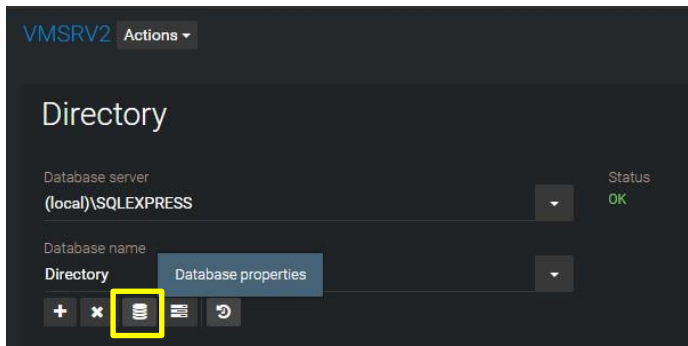 VMSRV2 Actions
Directory
Database server
(local)\SQLEXPRESS
Status
OK
Database name
Directory
Database properties